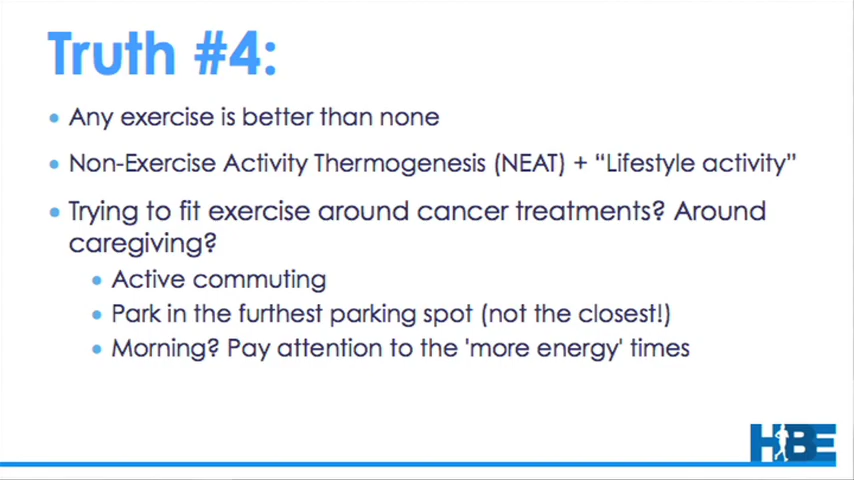 Truth #4:
• Any exercise is better than none
• Non-Exercise Activity Thermogenesis (NEAT) + “Lifestyle activity”
• Trying to fit exercise around cancer treatments? Around
caregiving?
• Active commuting
• Park in the furthest parking spot (not the closest!)
• Morning? Pay attention to the 'more energy' times
HBE